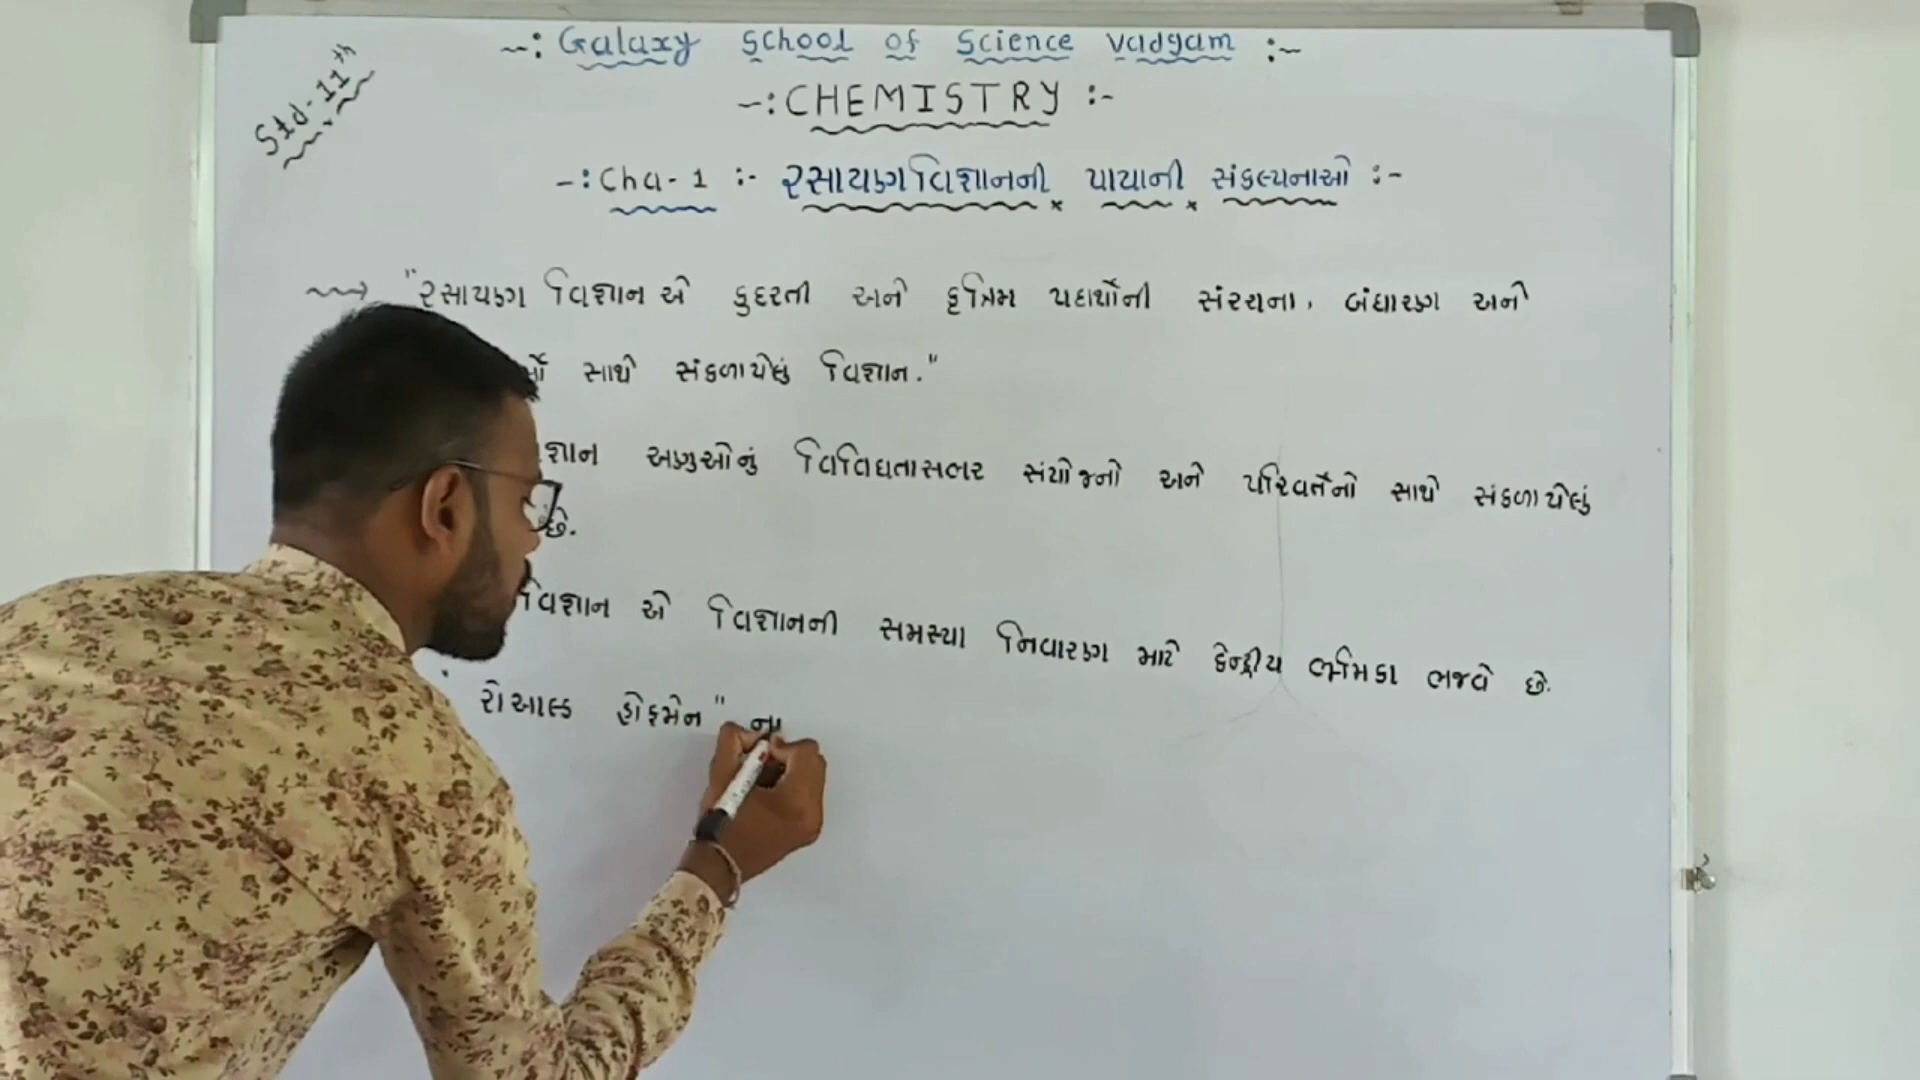 Std-11th
-: Galaxy School of Science Vadgam :-
-: CHEMISTRY :-
-: Cha-1 :- રસાયણવિજ્ઞાનની પાયાની સંકલ્પનાઓ :-
"રસાયણ વિજ્ઞાન એ કુદરતી અને કૃત્રિમ પદાર્થોની સંરચના, બંધારણ અને
સાથે સંકળાયેલું વિજ્ઞાન."
અણુઓનું વિવિધતાસભર સંયોજનો અને પરિવર્તનો સાથે સંકળાયેલું
છે.
વિજ્ઞાન એ વિજ્ઞાનની સમસ્યા નિવારણ માટે કેન્દ્રીય ભૂમિકા ભજવે છે.
રોઆલ્ડ હોફમેન" ના